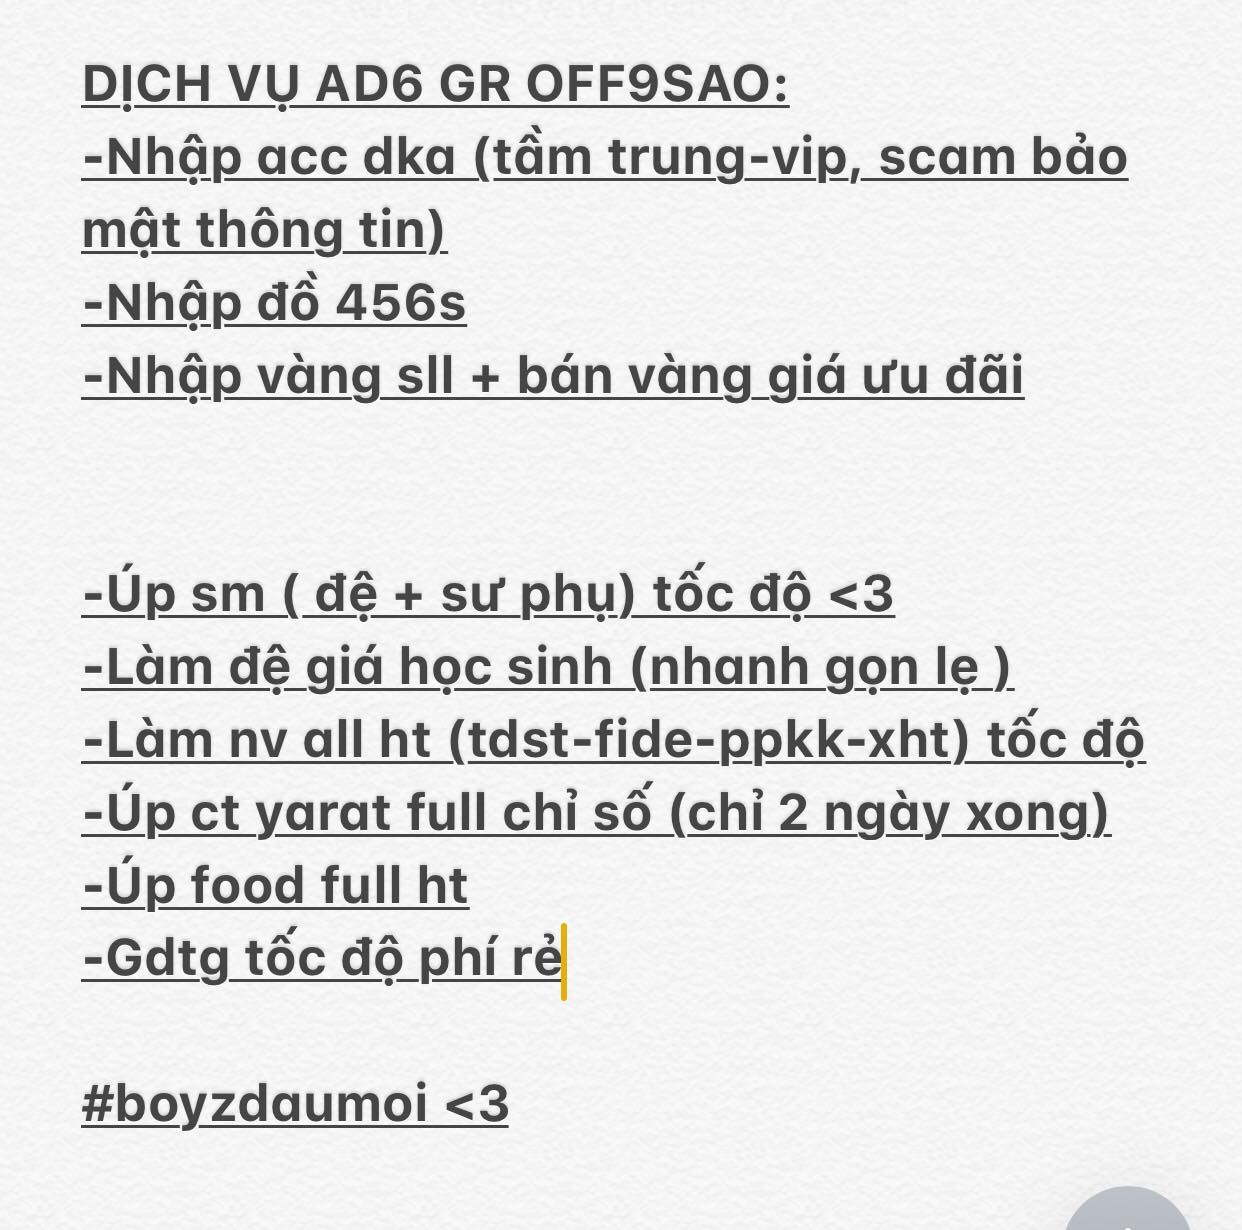 DỊCH VỤ AD6 GR OFF9SAO:
-Nhập acc dka (tầm trung-vip, scam bảo
mật thông tin)
-Nhập đồ 456s
-Nhập vàng sll + bán vàng giá ưu đãi
-Úp sm ( đệ + sư phụ) tốc độ <3
-Làm đệ giá học sinh (nhanh gọn lẹ )
-Làm nv all ht (tdst-fide-ppkk-xht) tốc độ
-Úp ct yarat full chỉ số (chỉ 2 ngày xong)
-Úp food full ht
-Gdtg tốc độ phí rẻ
#boyzdaumoi <3